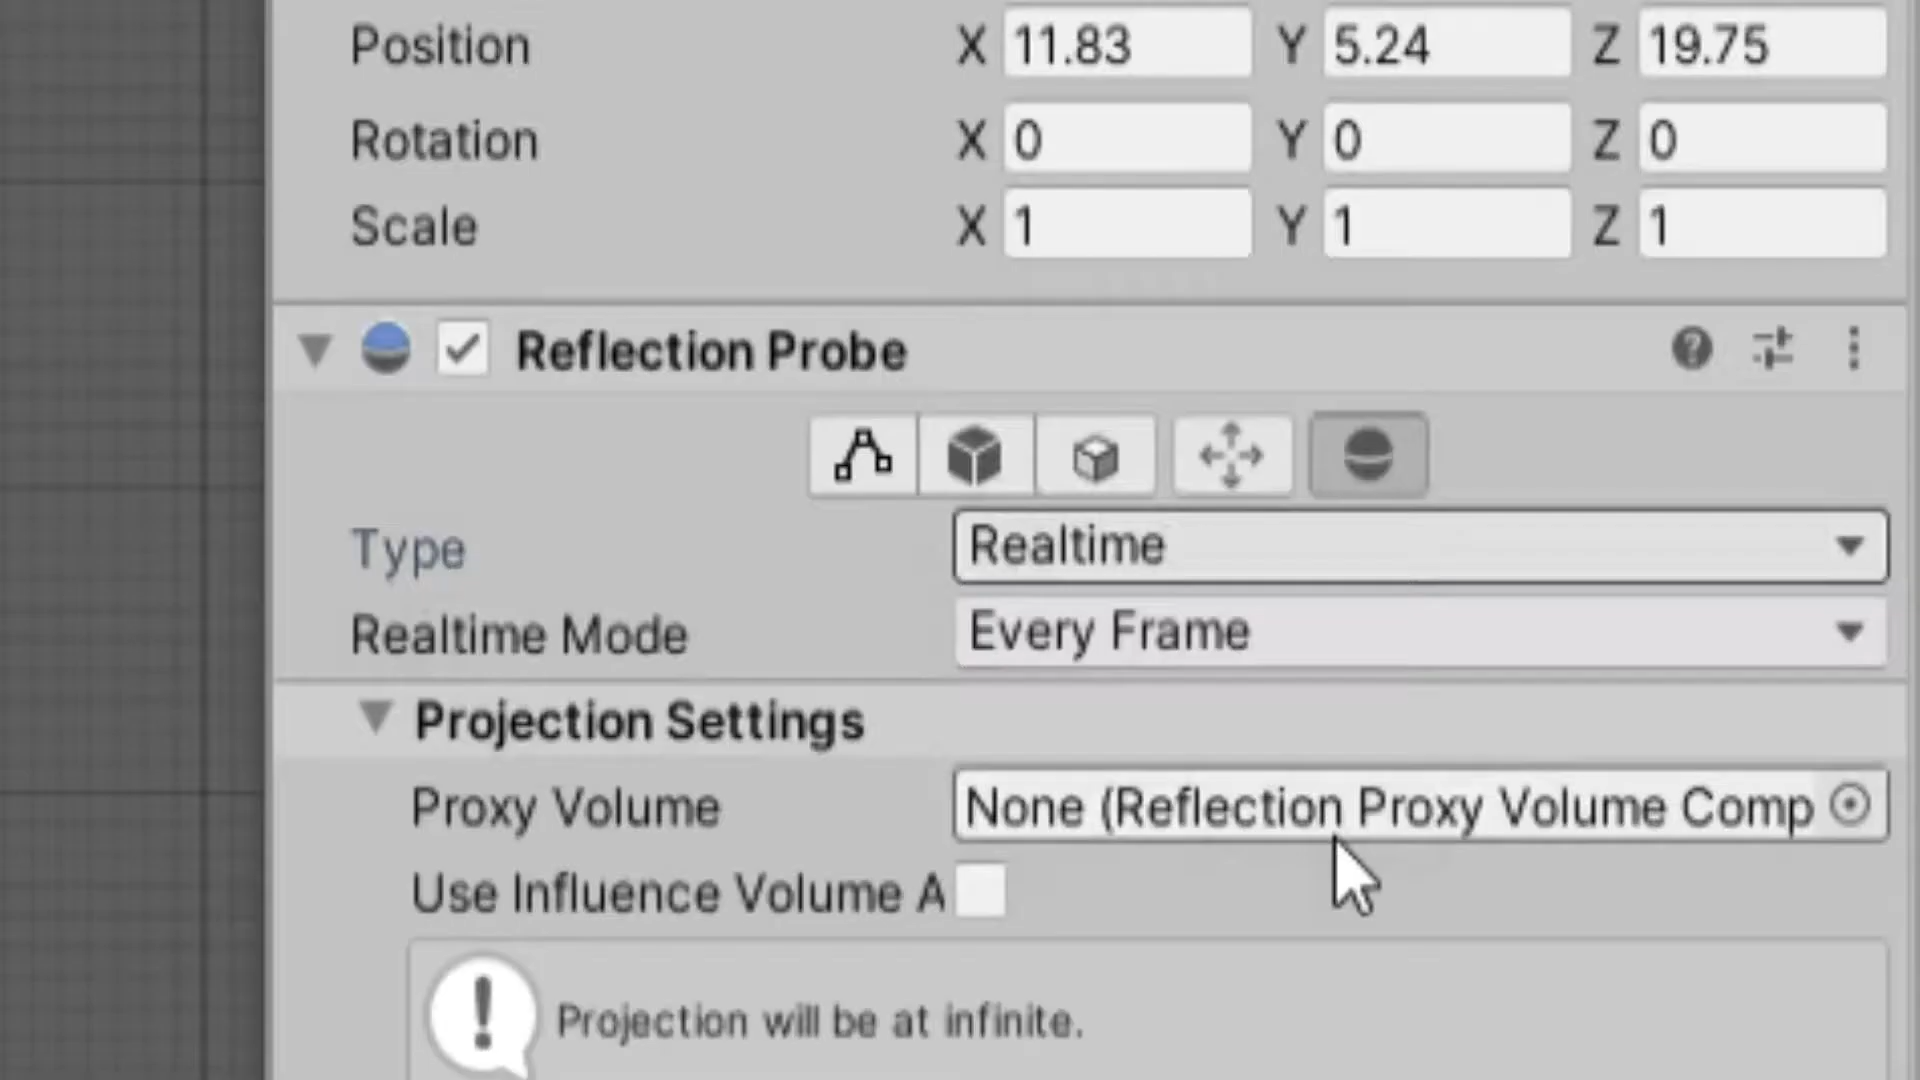 Position X 11.83 Y 5.24 Z 19.75
Rotation X 0 Y 0 Z 0
Scale X 1 Y 1 Z 1
Reflection Probe
Type Realtime
Realtime Mode Every Frame
Projection Settings
Proxy Volume None (Reflection Proxy Volume Comp
Use Influence Volume A
Projection will be at infinite.